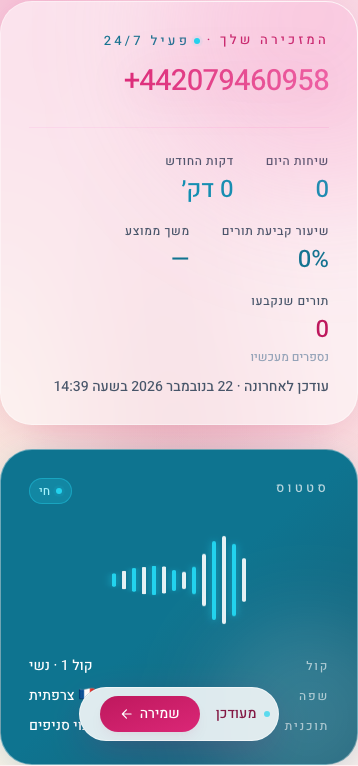 המזכירה שלך · פעיל 24/7
+442079460958
שיחות היום
דקות החודש
0
0 דק׳
שיעור קביעת תורים
משך ממוצע
0%
—
תורים שנקבעו
0
נספרים מעכשיו
עודכן לאחרונה · 22 בנובמבר 2026 בשעה 14:39
סטטוס
חי
קול
קול 1 · נשי
שפה
צרפתית
מעודכן
שמירה ←
תוכנית
סניפים